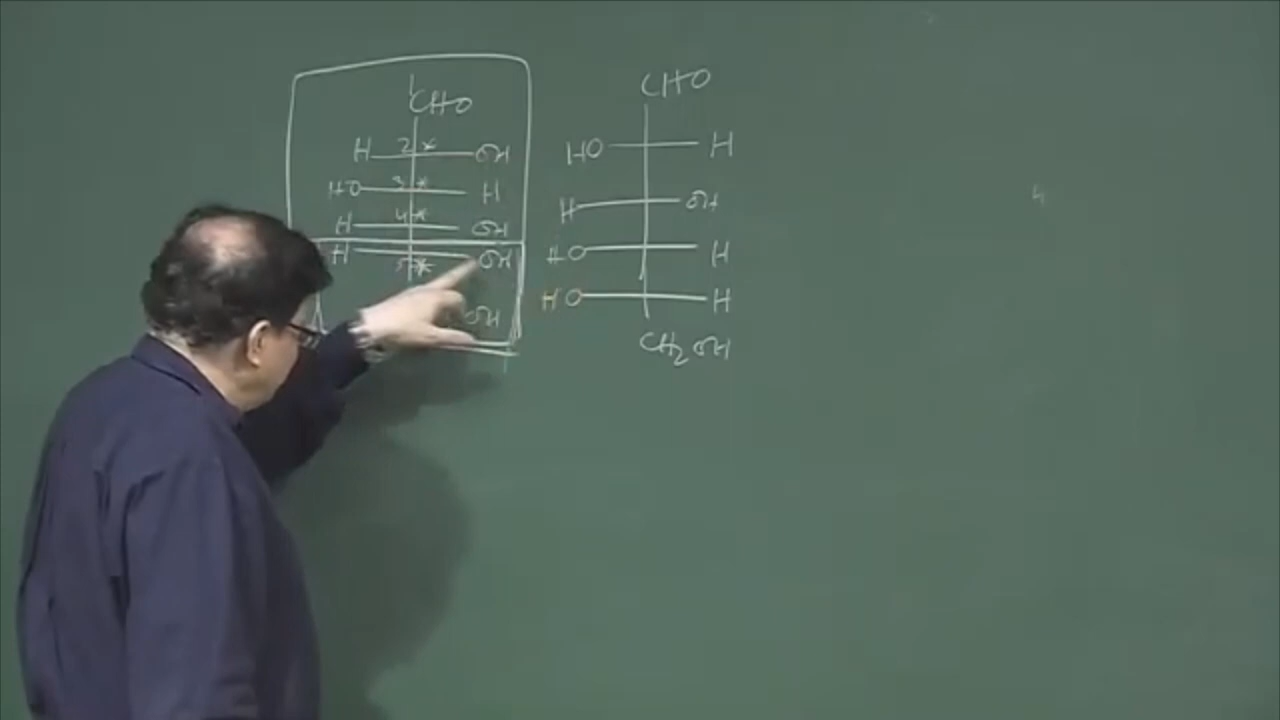 CHO
H 2* OH
HO 3* H
H 4* OH
H 5* OH
OH
CHO
HO H
H OH
HO H
HO H
CH2OH